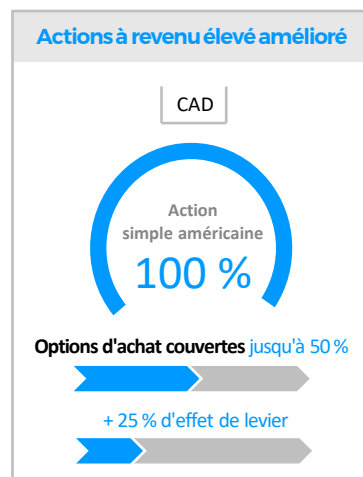 Actions à revenu élevé amélioré
CAD
Action
simple américaine
100 %
Options d'achat couvertes jusqu'à 50 %
+ 25 % d'effet de levier